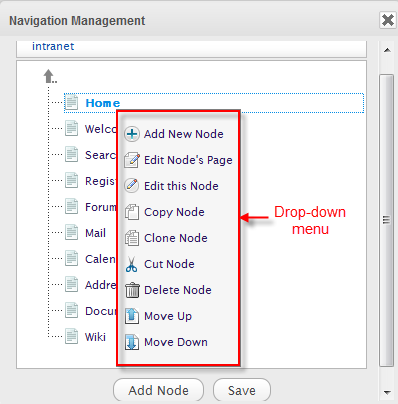 Navigation Management
intranet
Home
Welco
Add New Node
Searc
Edit Node's Page
Regis
Edit this Node
Forum
Copy Node
Mail
Clone Node
Drop-down
menu
Calen
Cut Node
Addre
Delete Node
Docu
Move Up
Wiki
Move Down
Add Node
Save